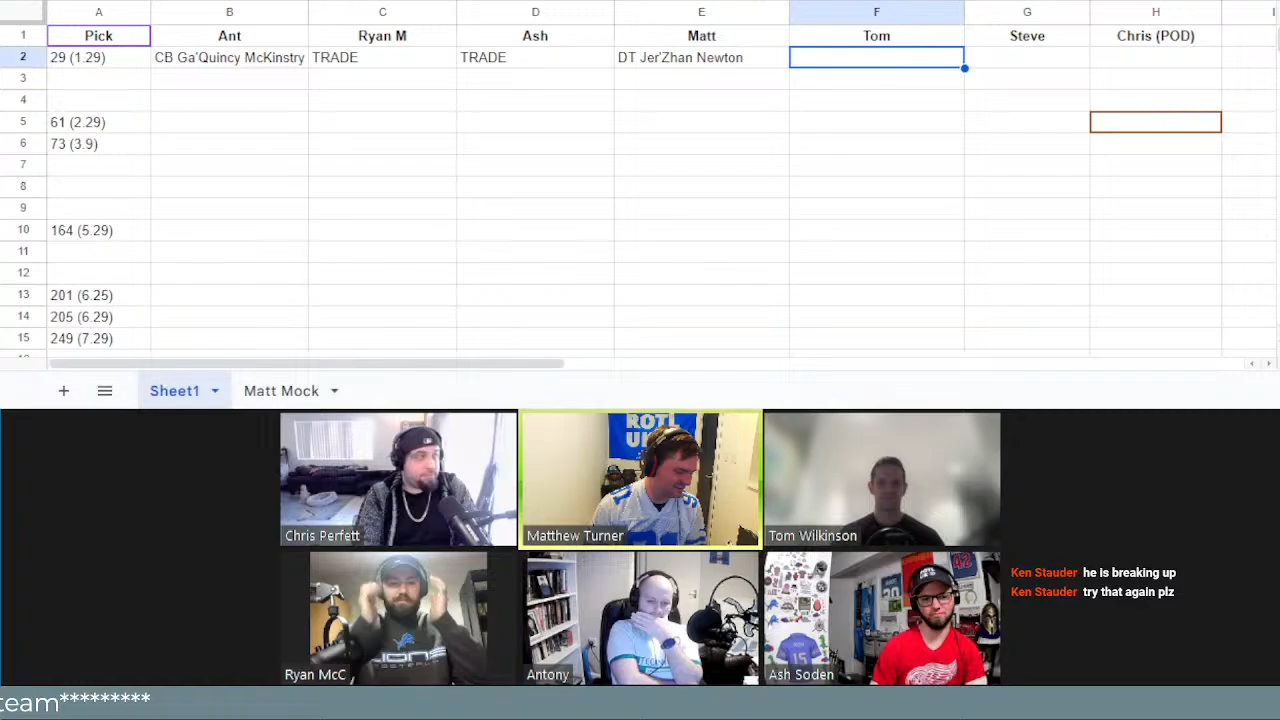 A B C D E F G H I
1 Pick Ant Ryan M Ash Matt Tom Steve Chris (POD)
2 29 (1.29) CB Ga'Quincy McKinstry TRADE TRADE DT Jer'Zhan Newton
3
4
5 61 (2.29)
6 73 (3.9)
7
8
9
10 164 (5.29)
11
12
13 201 (6.25)
14 205 (6.29)
15 249 (7.29)
Sheet1 Matt Mock
ROTL
Chris Perfett
Matthew Turner
Tom Wilkinson
42
15
Ken Stauder he is breaking up
Ken Stauder try that again plz
Ryan McC
Antony
Ash Soden
team*********